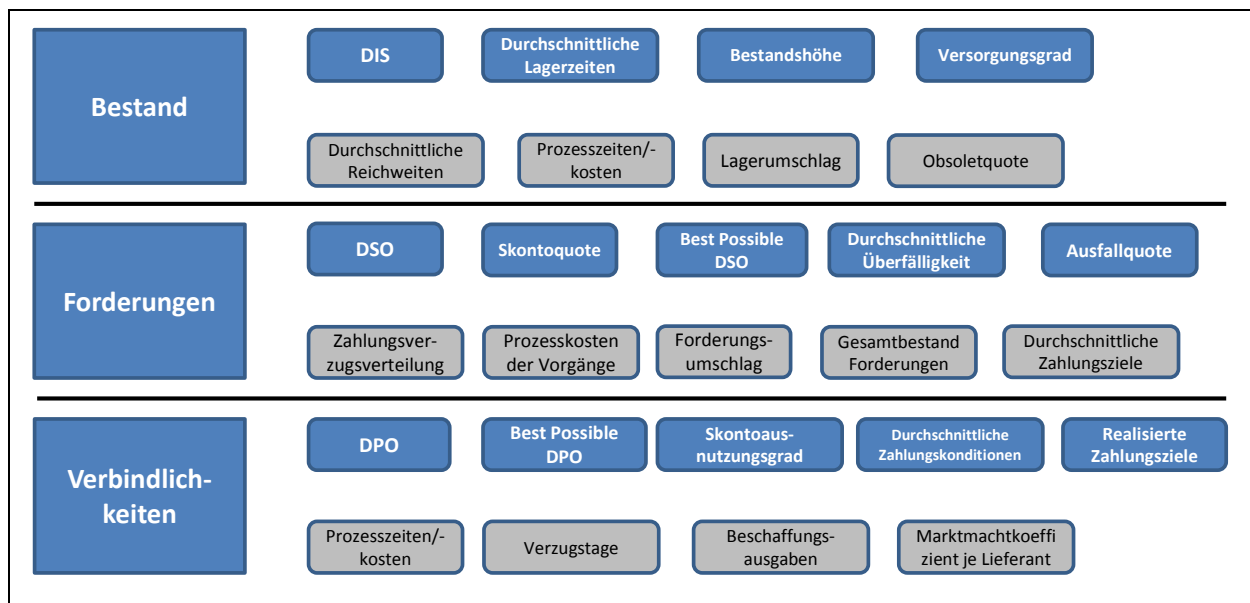 Bestand
DIS
Durchschnittliche
Lagerzeiten
Bestandshöhe
Versorgungsgrad
Durchschnittliche
Reichweiten
Prozesszeiten/-
kosten
Lagerumschlag
Obsoletquote
Forderungen
DSO
Skontoquote
Best Possible
DSO
Durchschnittliche
Überfälligkeit
Ausfallquote
Zahlungsver-
zugsverteilung
Prozesskosten
der Vorgänge
Forderungs-
umschlag
Gesamtbestand
Forderungen
Durchschnittliche
Zahlungsziele
Verbindlich-
keiten
DPO
Best Possible
DPO
Skontoaus-
nutzungsgrad
Durchschnittliche
Zahlungskonditionen
Realisierte
Zahlungsziele
Prozesszeiten/-
kosten
Verzugstage
Beschaffungs-
ausgaben
Marktmachtkoeffi
zient je Lieferant